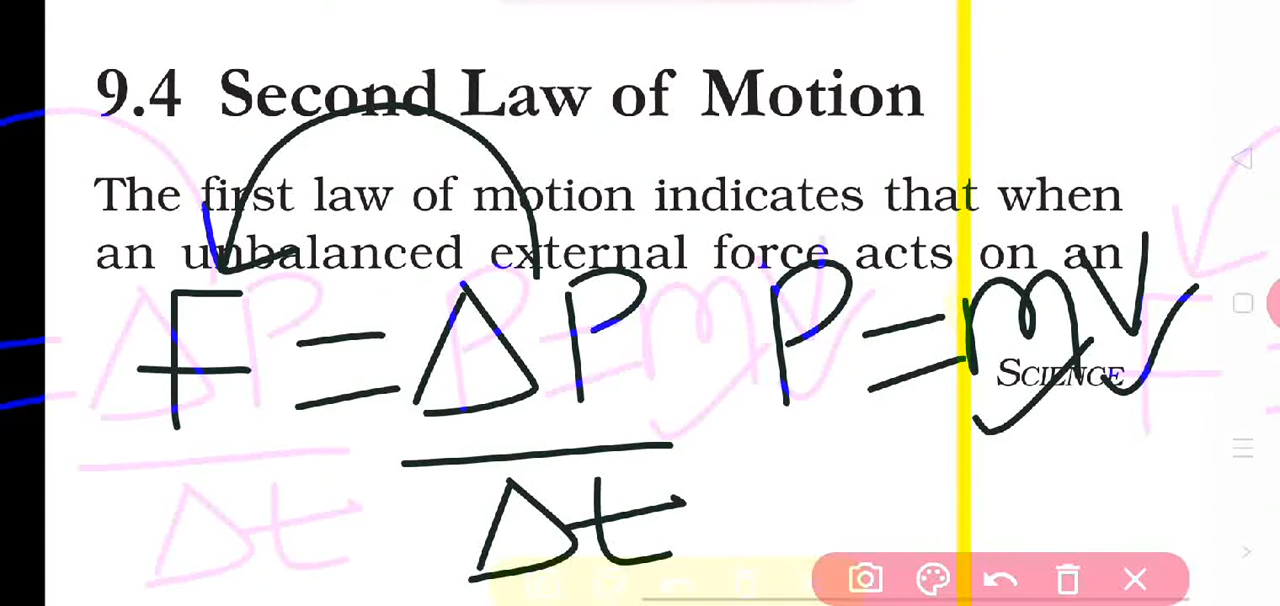 9.4 Second Law of Motion
The first law of motion indicates that when
an unbalanced external force acts on an
F = ΔP P = mV
SCIENCE
Δt